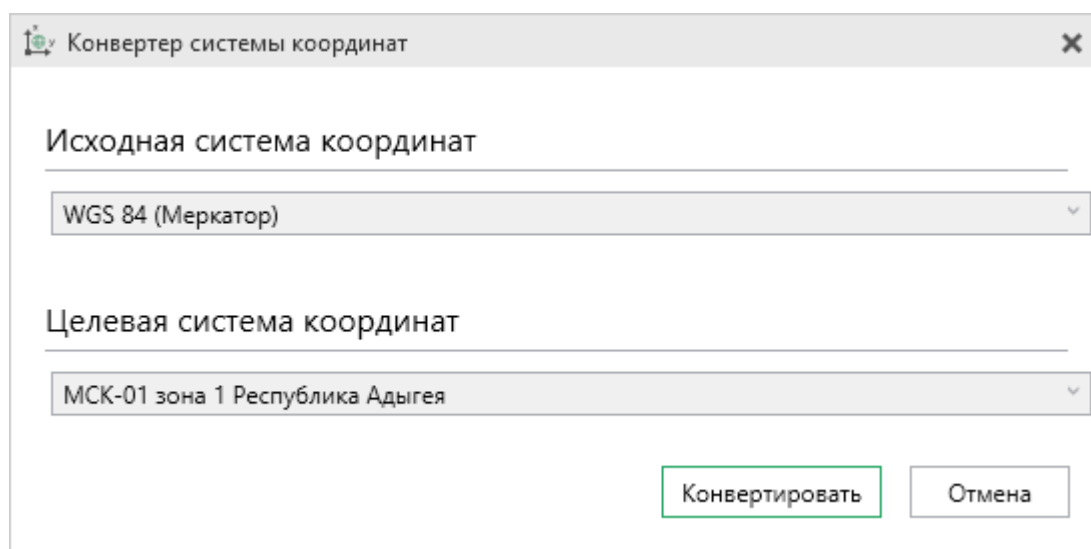 Конвертер системы координат
Исходная система координат
WGS 84 (Меркатор)
Целевая система координат
МСК-01 зона 1 Республика Адыгея
Конвертировать Отмена